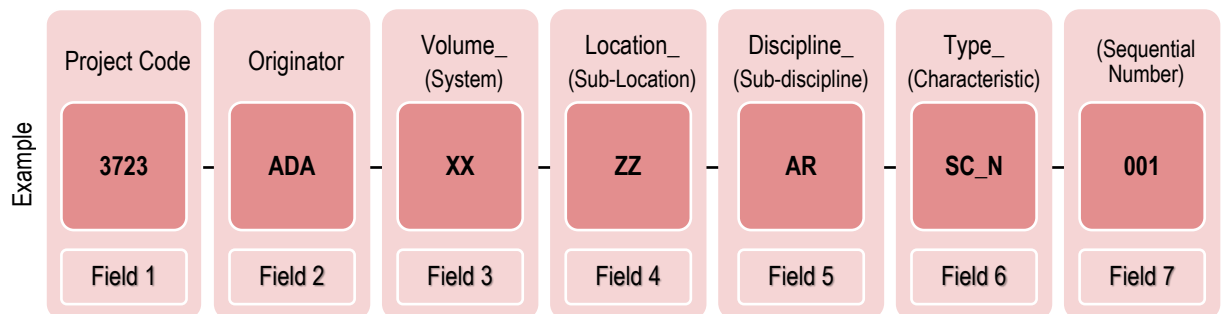 Project Code
Originator
Volume_
(System)
Location_
(Sub-Location)
Discipline_
(Sub-discipline)
Type_
(Characteristic)
(Sequential
Number)
Example
3723
-
ADA
-
XX
-
ZZ
-
AR
-
SC_N
-
001
Field 1
Field 2
Field 3
Field 4
Field 5
Field 6
Field 7